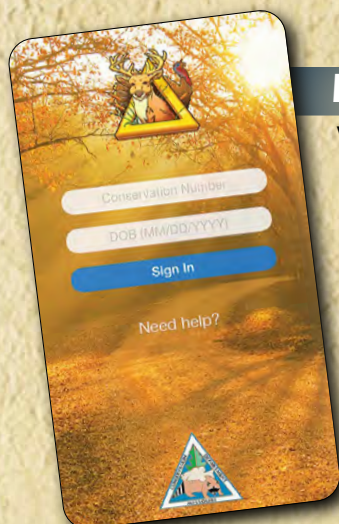 Conservation Number
DOB (MM/DD/YYYY)
Sign In
Need help?